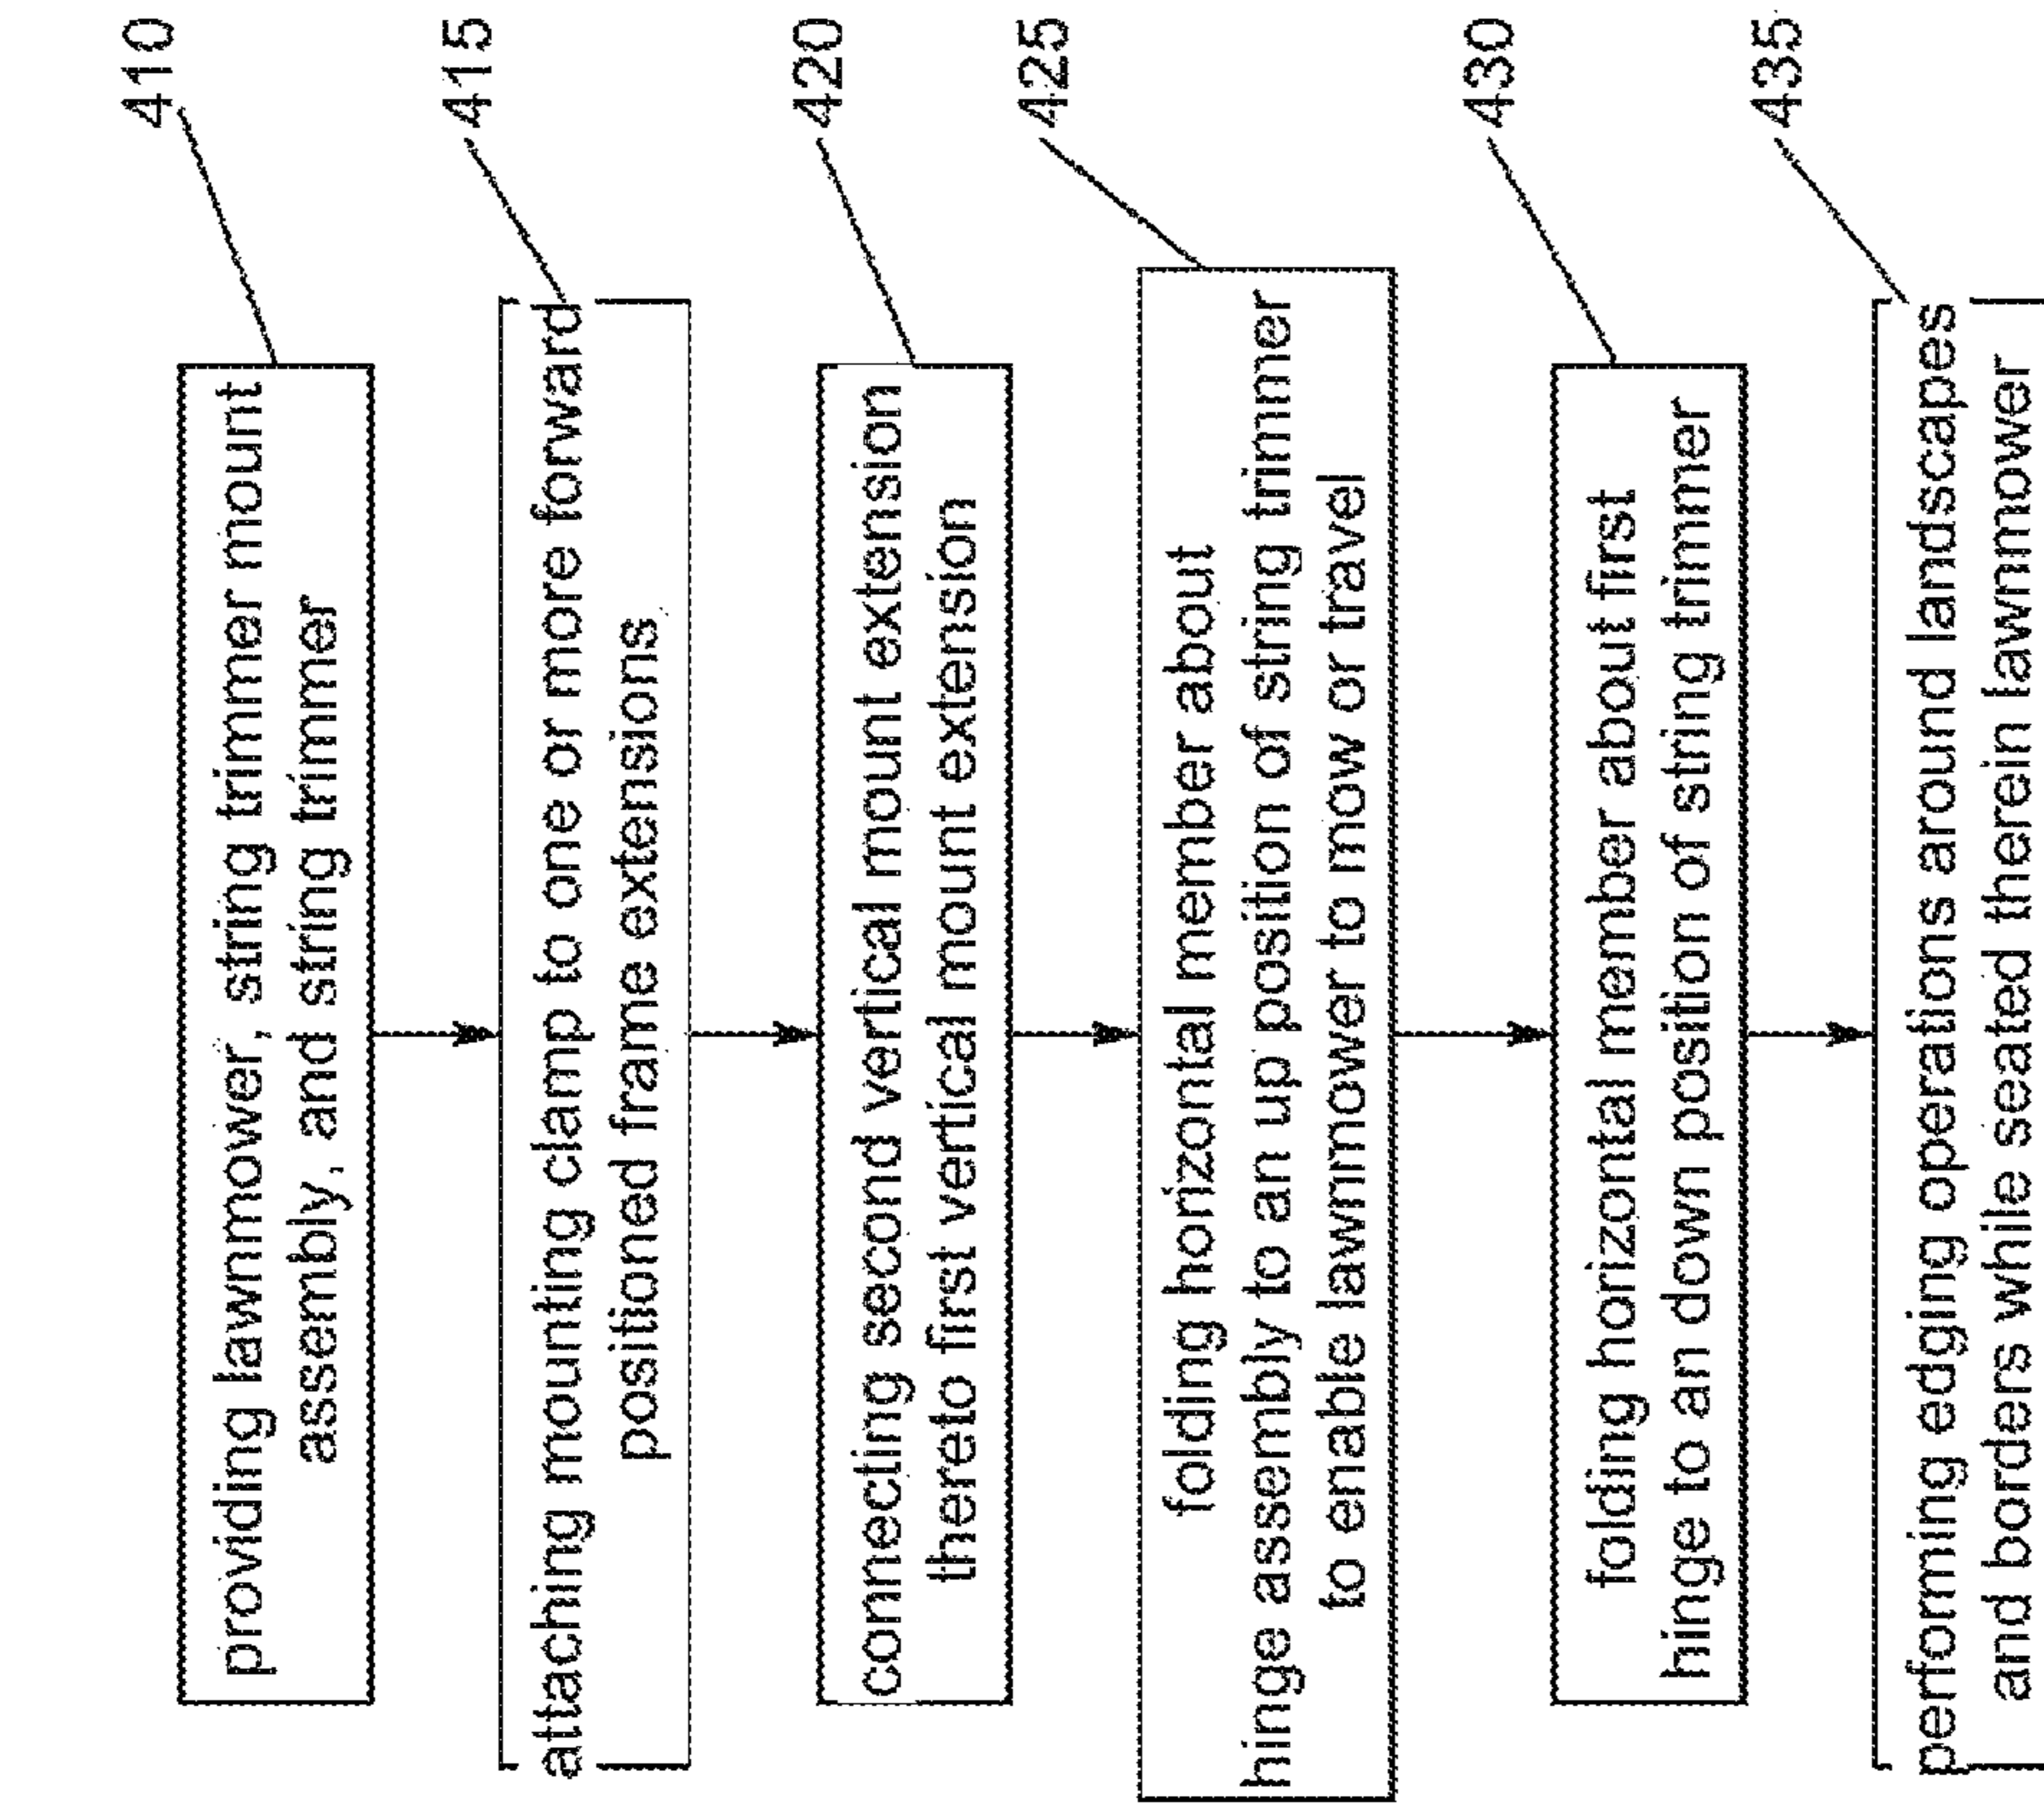 410
providing lawnmower, string trimmer mount
assembly, and string trimmer
415
attaching mounting clamp to one or more forward
positioned frame extensions
420
connecting second vertical mount extension
thereto first vertical mount extension
425
folding horizontal member about
hinge assembly to an up position of string trimmer
to enable lawnmower to mow or travel
430
folding horizontal member about first
hinge to an down position of string trimmer
435
performing edging operations around landscapes
and borders while seated therein lawnmower